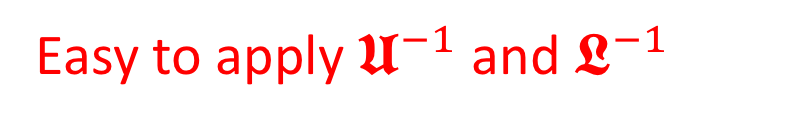 Easy to apply 𝖀⁻¹ and 𝕷⁻¹